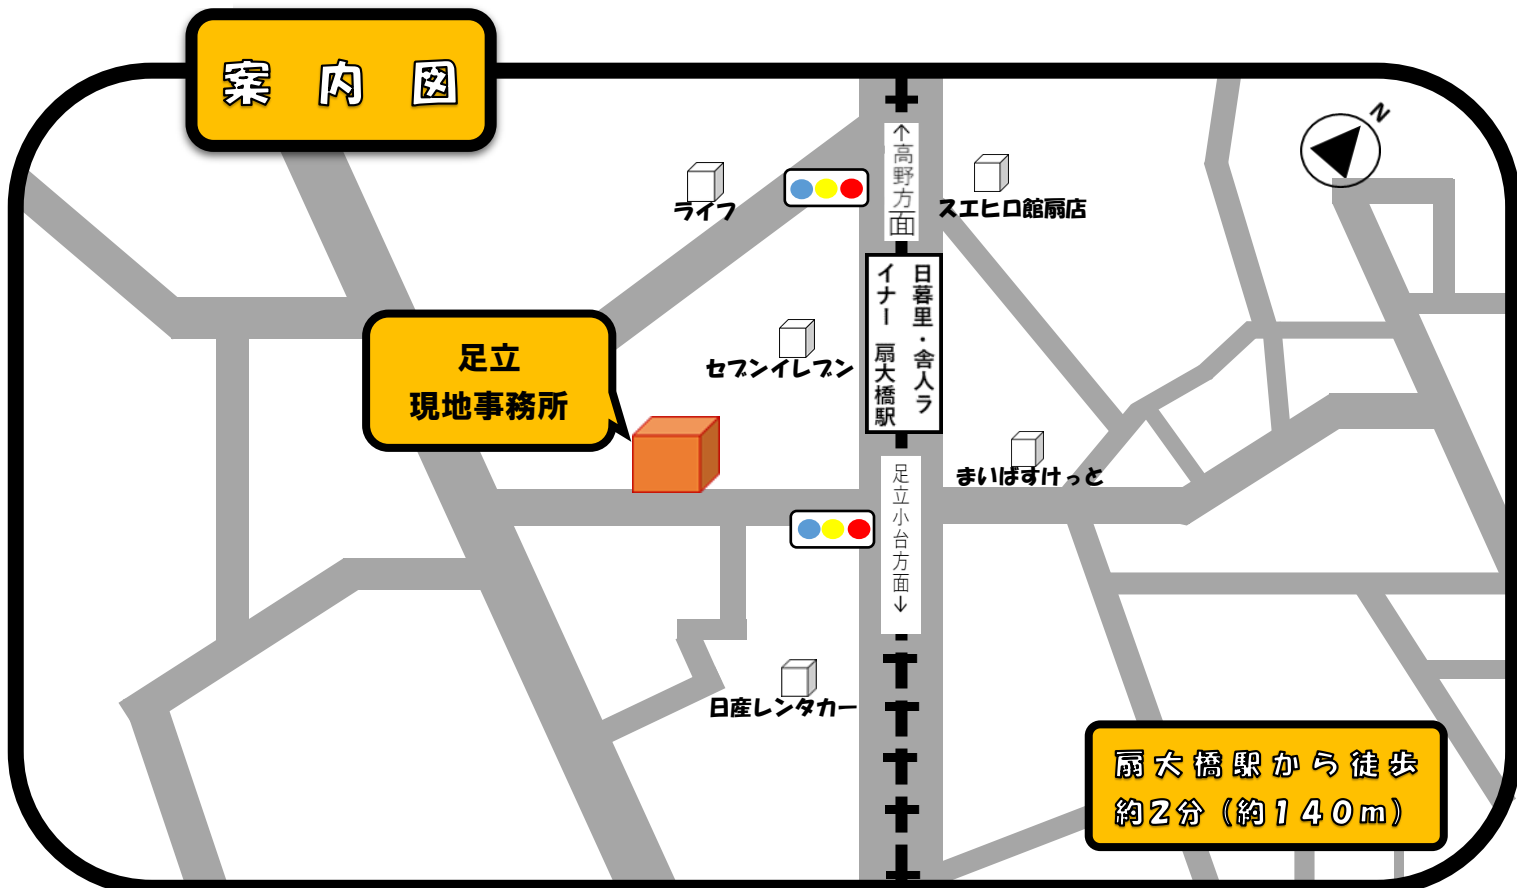 案内図
N
↑高野方面
ライフ
スエヒロ館扇店
日暮里・舎人ラ
イナー 扇大橋駅
セブンイレブン
足立
現地事務所
まいばすけっと
足立小台方面↓
日産レンタカー
扇大橋駅から徒歩
約2分（約140m）